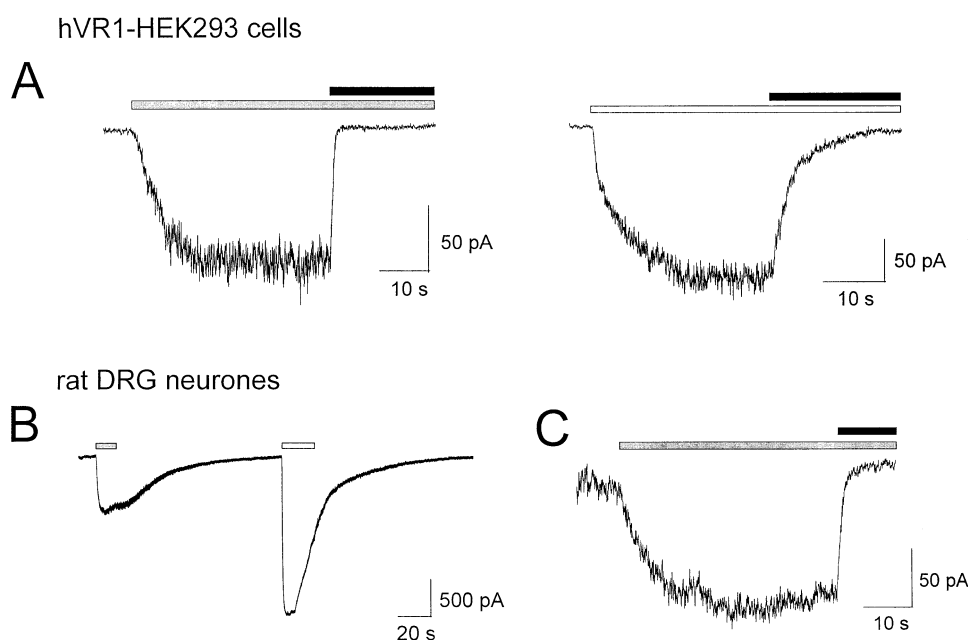 hVR1-HEK293 cells
A
50 pA
10 s
50 pA
10 s
rat DRG neurones
B
500 pA
20 s
C
50 pA
10 s